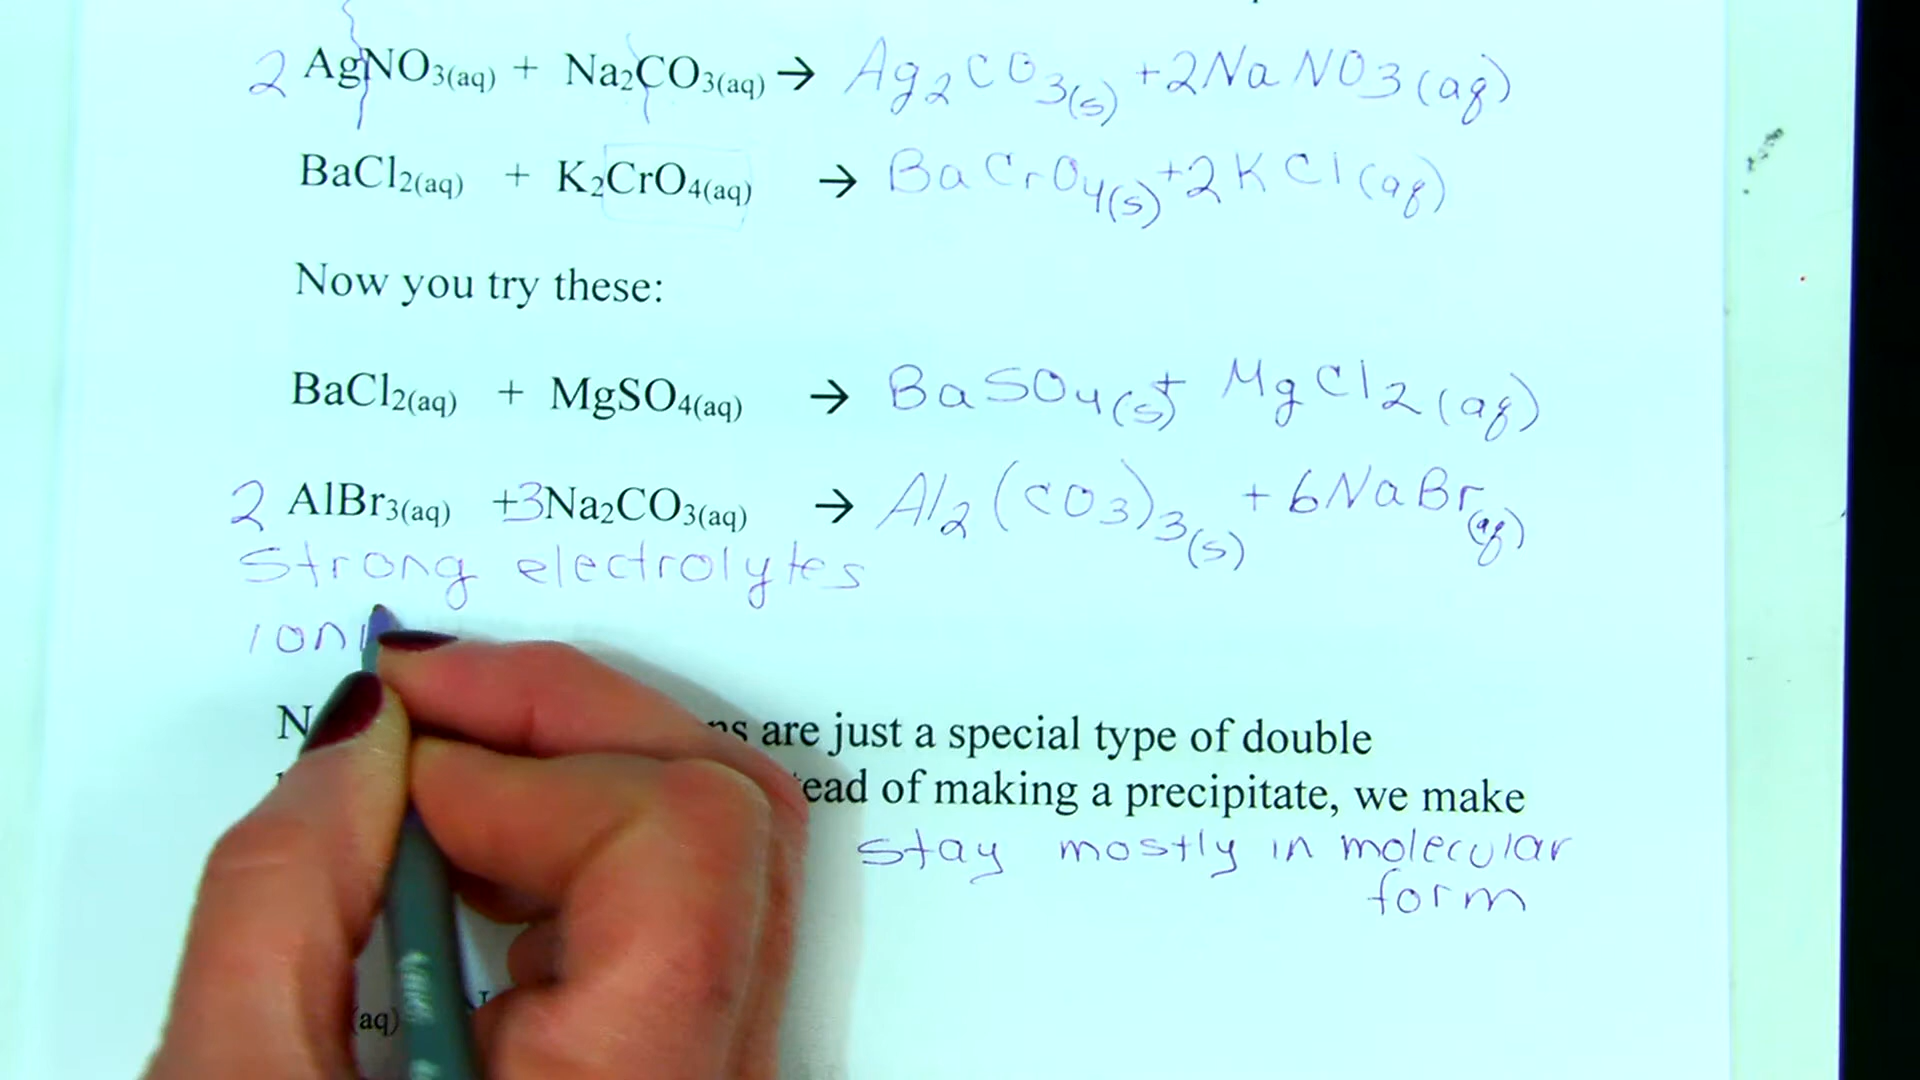 2 AgNO3(aq) + Na2CO3(aq) → Ag2CO3(s) + 2NaNO3(aq)
BaCl2(aq) + K2CrO4(aq) → BaCrO4(s) + 2KCl(aq)
Now you try these:
BaCl2(aq) + MgSO4(aq) → BaSO4(s) + MgCl2(aq)
2 AlBr3(aq) + 3Na2CO3(aq) → Al2(CO3)3(s) + 6NaBr(aq)
Strong electrolytes
ioni
are just a special type of double
of making a precipitate, we make
stay mostly in molecular
form
(aq)